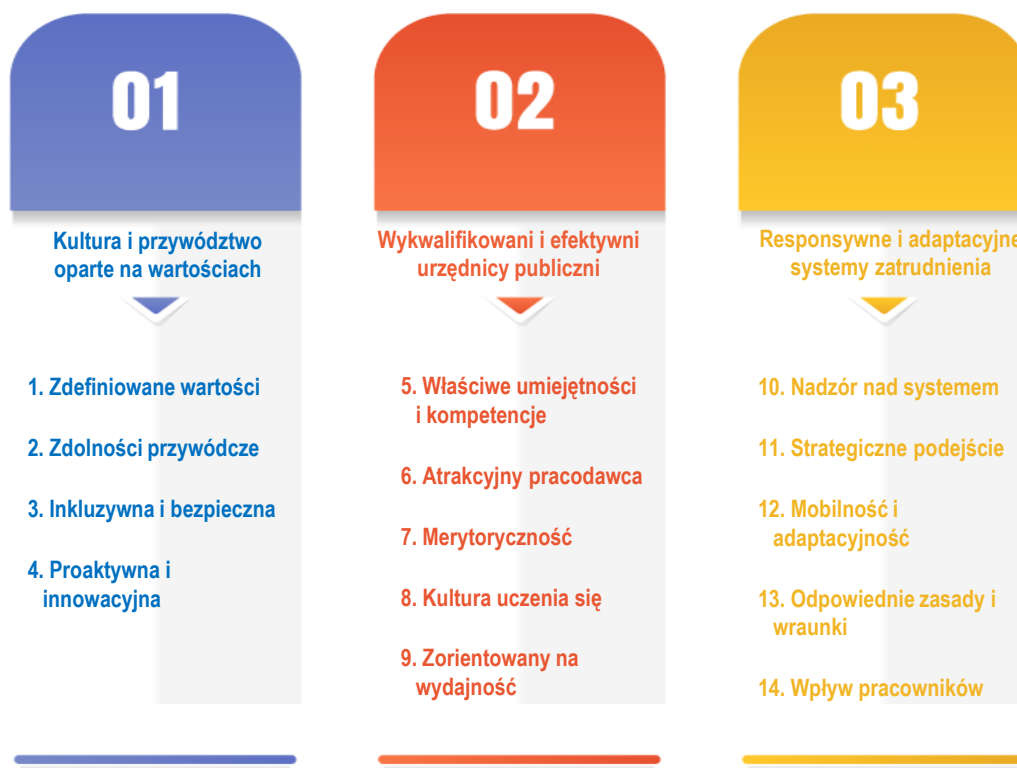 01
Kultura i przywództwo
oparte na wartościach
1. Zdefiniowane wartości
2. Zdolności przywódcze
3. Inkluzywna i bezpieczna
4. Proaktywna i
innowacyjna
02
Wykwalifikowani i efektywni
urzędnicy publiczni
5. Właściwe umiejętności
i kompetencje
6. Atrakcyjny pracodawca
7. Merytoryczność
8. Kultura uczenia się
9. Zorientowany na
wydajność
03
Responsywne i adaptacyjne
systemy zatrudnienia
10. Nadzór nad systemem
11. Strategiczne podejście
12. Mobilność i
adaptacyjność
13. Odpowiednie zasady i
wraunki
14. Wpływ pracowników